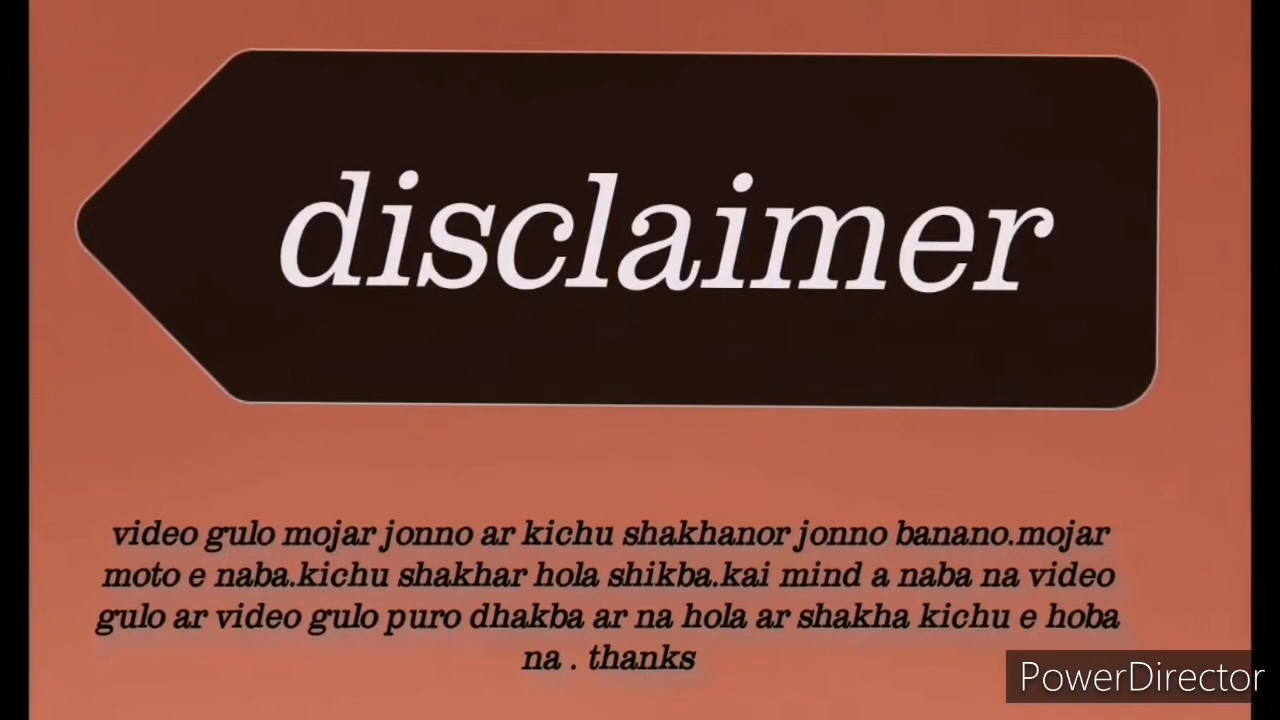 disclaimer
video gulo mojar jonno ar kichu shakhanor jonno banano.mojar
moto e naba.kichu shakhar hola shikba.kai mind a naba na video
gulo ar video gulo puro dhakba ar na hola ar shakha kichu e hoba
na . thanks
PowerDirector